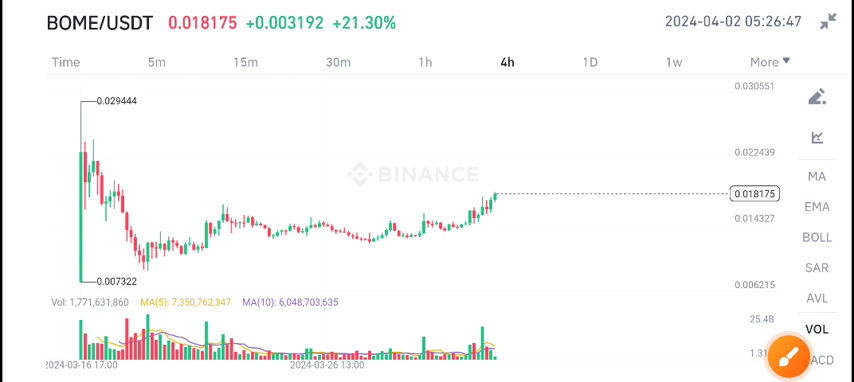 BOME/USDT 0.018175 +0.003192 +21.30% 2024-04-02 05:26:47
Time 5m 15m 30m 1h 4h 1D 1w More
0.030551
0.029444
0.022439
BINANCE
MA
0.018175
EMA
0.014327
BOLL
SAR
0.007322
0.006215
AVL
Vol: 1,771,631,860 MA(5): 7,350,762,347 MA(10): 6,048,703,635
25.4B
VOL
2024-03-16 17:00 2024-03-26 13:00